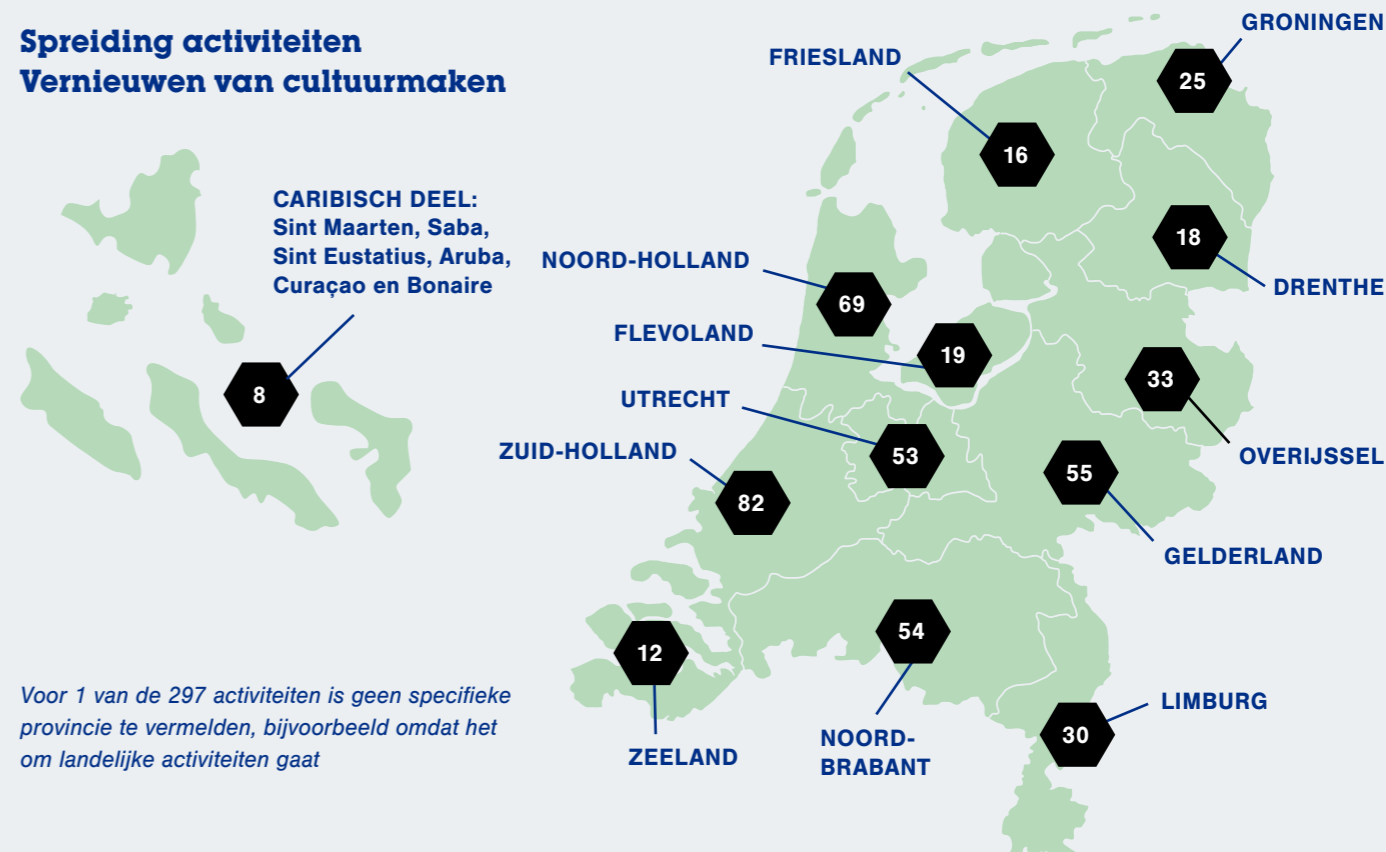 Spreiding activiteiten
Vernieuwen van cultuurmaken
CARIBISCH DEEL:
Sint Maarten, Saba,
Sint Eustatius, Aruba,
Curaçao en Bonaire
8
GRONINGEN
25
FRIESLAND
16
18
DRENTHE
NOORD-HOLLAND
69
FLEVOLAND
19
33
OVERIJSSEL
UTRECHT
53
ZUID-HOLLAND
82
55
GELDERLAND
54
NOORD-
BRABANT
12
ZEELAND
LIMBURG
30
Voor 1 van de 297 activiteiten is geen specifieke
provincie te vermelden, bijvoorbeeld omdat het
om landelijke activiteiten gaat